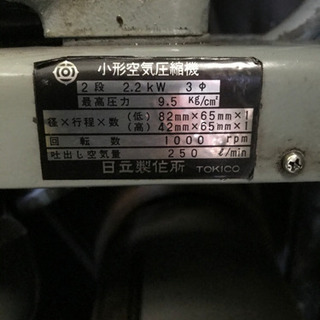 小形空気圧縮機
2段 2.2kW 3Φ
最高圧力 9.5 kg/cm²
径×行程×数 (低) 82mm×65mm×1
(高) 42mm×65mm×1
回転数 1000 rpm
吐出し空気量 250 ℓ/min
日立製作所 TOKICO